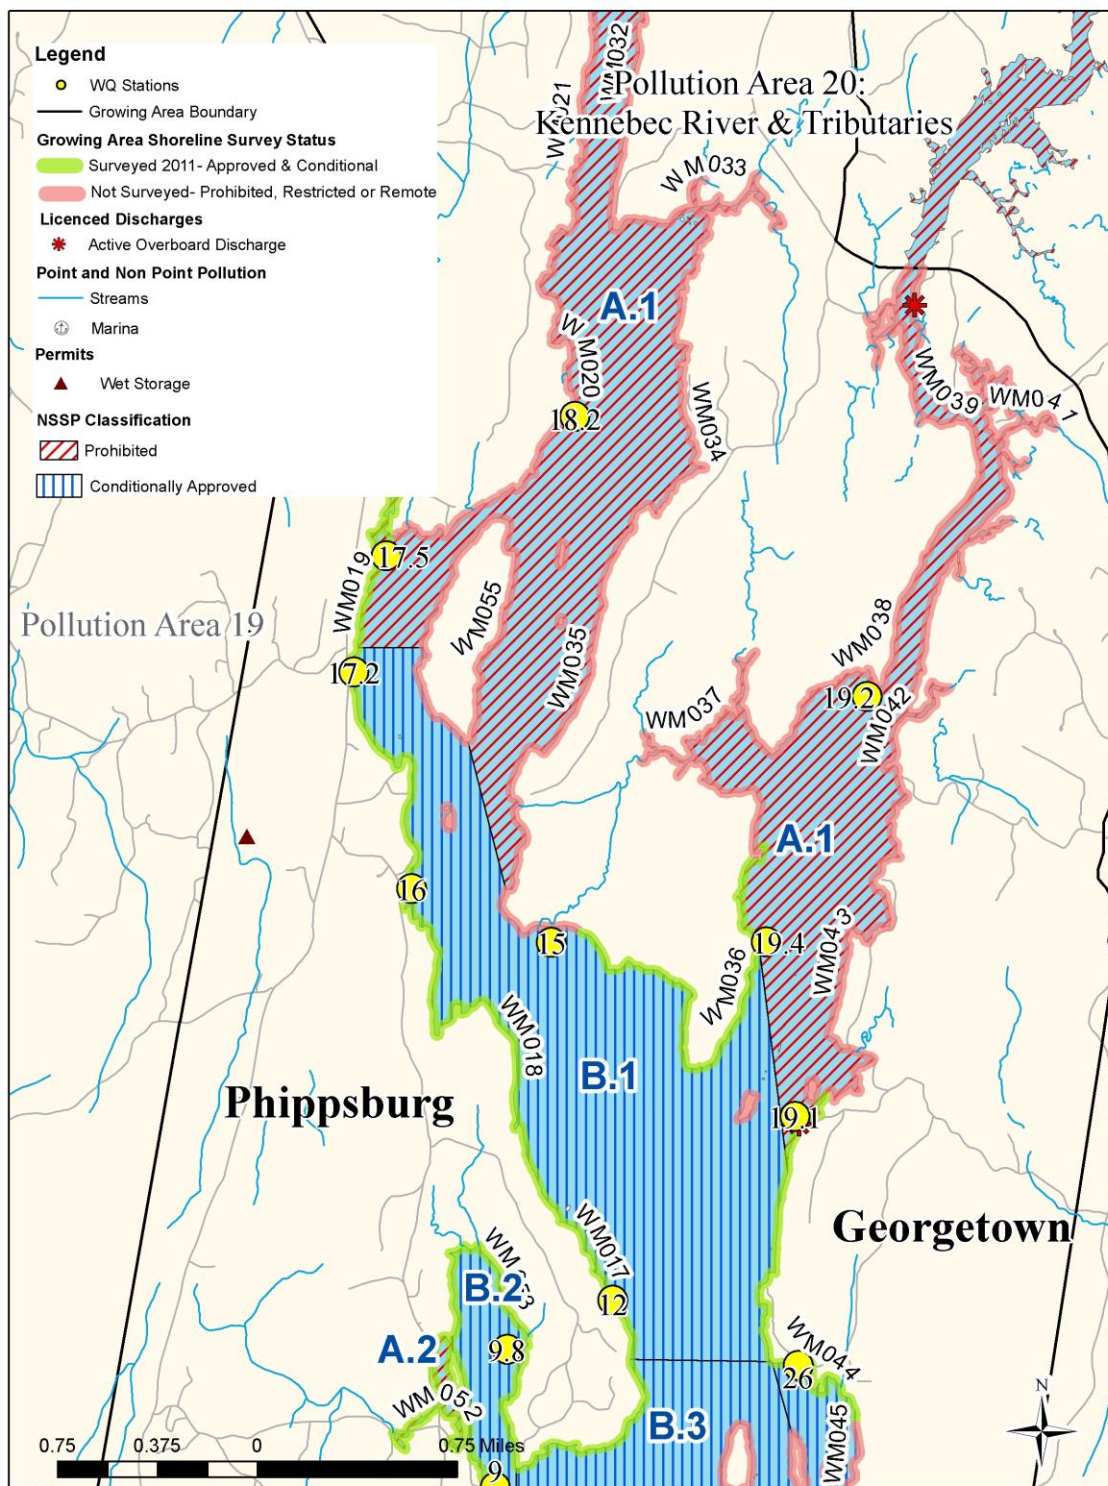 Legend
WQ Stations
Growing Area Boundary
Growing Area Shoreline Survey Status
Surveyed 2011- Approved & Conditional
Not Surveyed- Prohibited, Restricted or Remote
Licenced Discharges
Active Overboard Discharge
Point and Non Point Pollution
Streams
Marina
Permits
Wet Storage
NSSP Classification
Prohibited
Conditionally Approved
WM032
Pollution Area 20:
Kennebec River & Tributaries
WM033
A.1
WM020
WM039
WM041
18.2
WM034
17.5
WM019
WM055
Pollution Area 19
WM035
WM038
17.2
19.2
WM042
WM037
A.1
16
15
19.4
WM043
WM036
WM018
B.1
Phippsburg
19.1
Georgetown
WM017
B.2
12
9.8
A.2
WM044
26
WM052
B.3
WM045
N
0.75 0.375 0 0.75 Miles
9